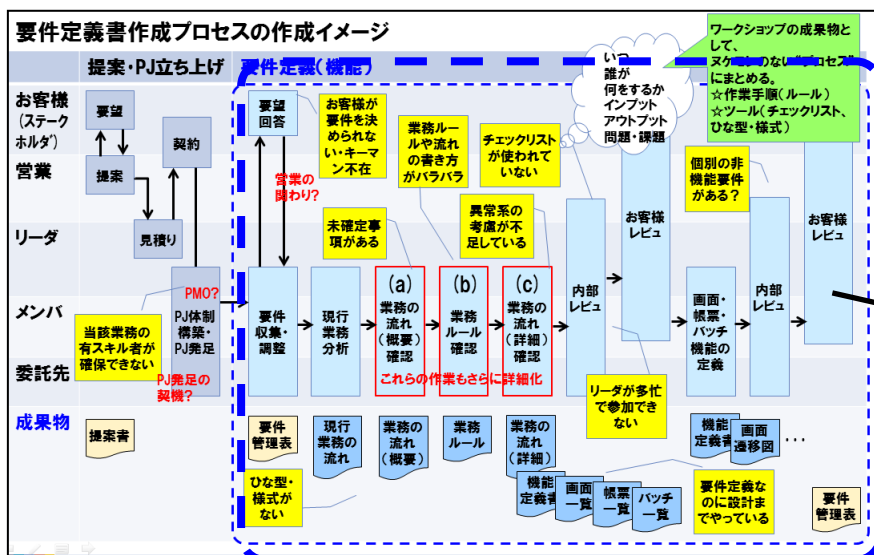 要件定義書作成プロセスの作成イメージ
提案・PJ立ち上げ
要件定義(機能)
お客様
(ステーク
ホルダ)
営業
リーダ
メンバ
委託先
成果物
要望
提案
契約
見積り
PMO?
PJ体制
構築・
PJ発足
当該業務の
有スキル者が
確保できない
PJ発足の
契機?
提案書
要望
回答
お客様が
要件を決
められな
い・キーマ
ン不在
営業の
関わり?
未確定事
項がある
業務ルー
ルや流れ
の書き方
がバラバラ
チェックリスト
が使われて
いない
異常系の
考慮が不
足している
いつ
誰が
何をするか
インプット
アウトプット
問題・課題
ワークショップの成果物と
して、
ヌケモレのない“プロセス”
にまとめる。
☆作業手順(ルール)
☆ツール(チェックリスト、
ひな型・様式)
個別の非
機能要件
がある?
要件
収集・
調整
現行
業務
分析
(a)
業務の
流れ
(概要)
確認
(b)
業務
ルール
確認
(c)
業務の
流れ
(詳細)
確認
これらの作業もさらに詳細化
内部
レビュ
お客様
レビュ
画面・
帳票・
バッチ
機能の
定義
内部
レビュ
お客様
レビュ
リーダが多忙
で参加でき
ない
要件
管理表
現行
業務の
流れ
業務の
流れ
(概要)
業務
ルール
業務の
流れ
(詳細)
機能
定義書
画面
一覧
帳票
一覧
バッチ
一覧
機能
定義書
画面
遷移図
・・・
ひな型・
様式が
ない
要件定義な
のに設計ま
でやっている
要件
管理表